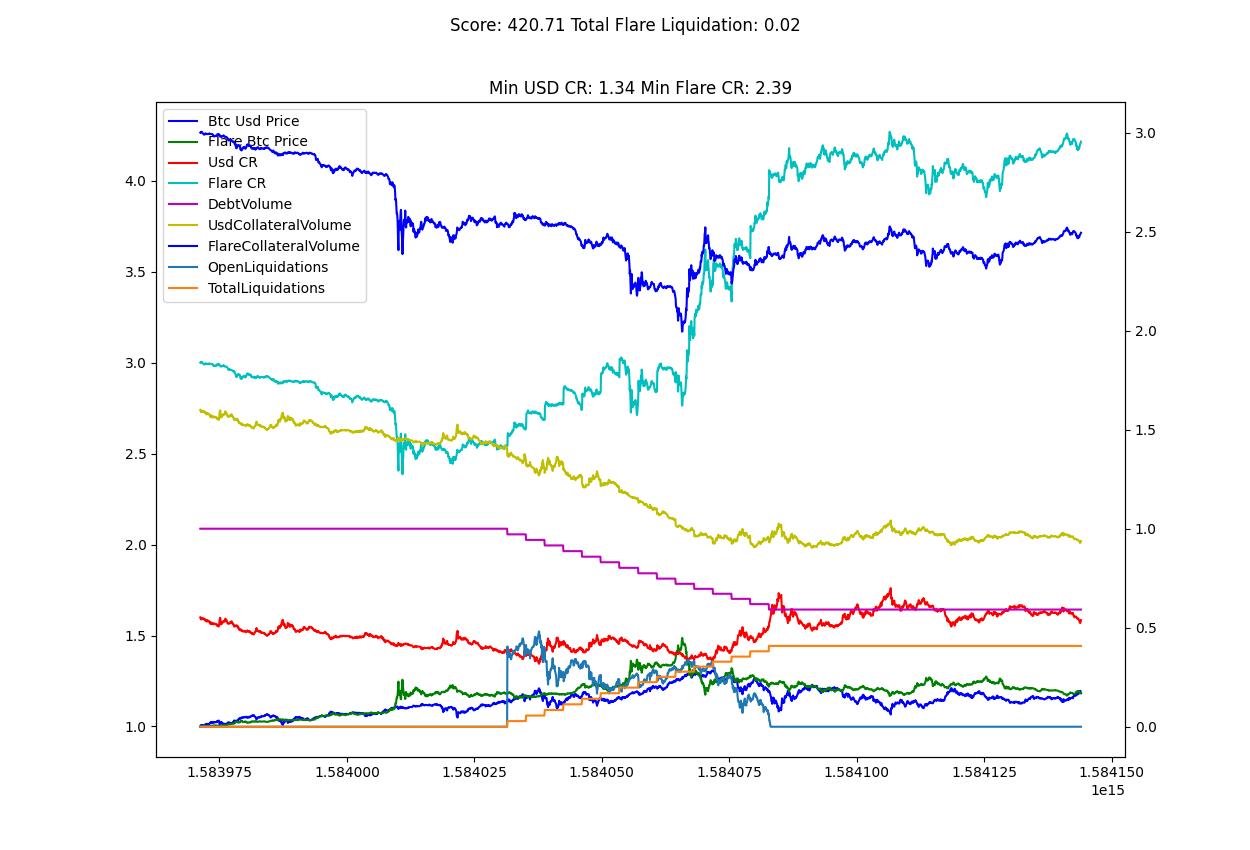 Score: 420.71 Total Flare Liquidation: 0.02
Min USD CR: 1.34 Min Flare CR: 2.39
Btc Usd Price
Flare Btc Price
Usd CR
Flare CR
DebtVolume
UsdCollateralVolume
FlareCollateralVolume
OpenLiquidations
TotalLiquidations
4.0
3.5
3.0
2.5
2.0
1.5
1.0
3.0
2.5
2.0
1.5
1.0
0.5
0.0
1.583975 1.584000 1.584025 1.584050 1.584075 1.584100 1.584125 1.584150
1e15